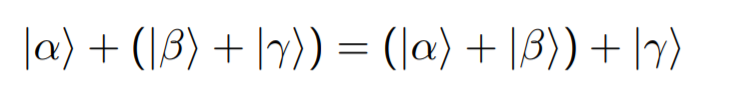 |α⟩ + (|β⟩ + |γ⟩) = (|α⟩ + |β⟩) + |γ⟩